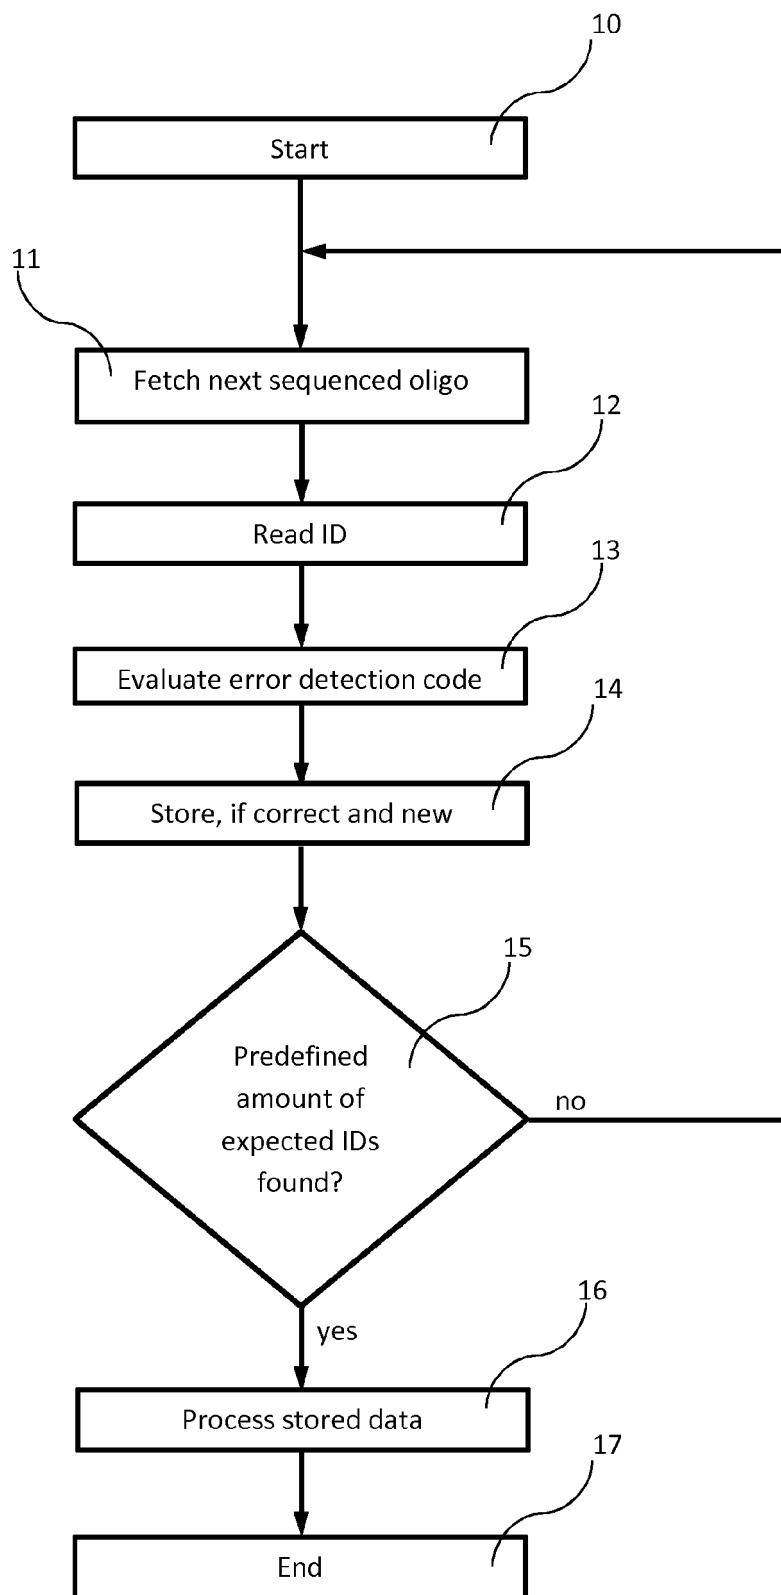 10
Start
11
Fetch next sequenced oligo
12
Read ID
13
Evaluate error detection code
14
Store, if correct and new
15
Predefined
amount of
expected IDs
found?
no
yes
16
Process stored data
17
End